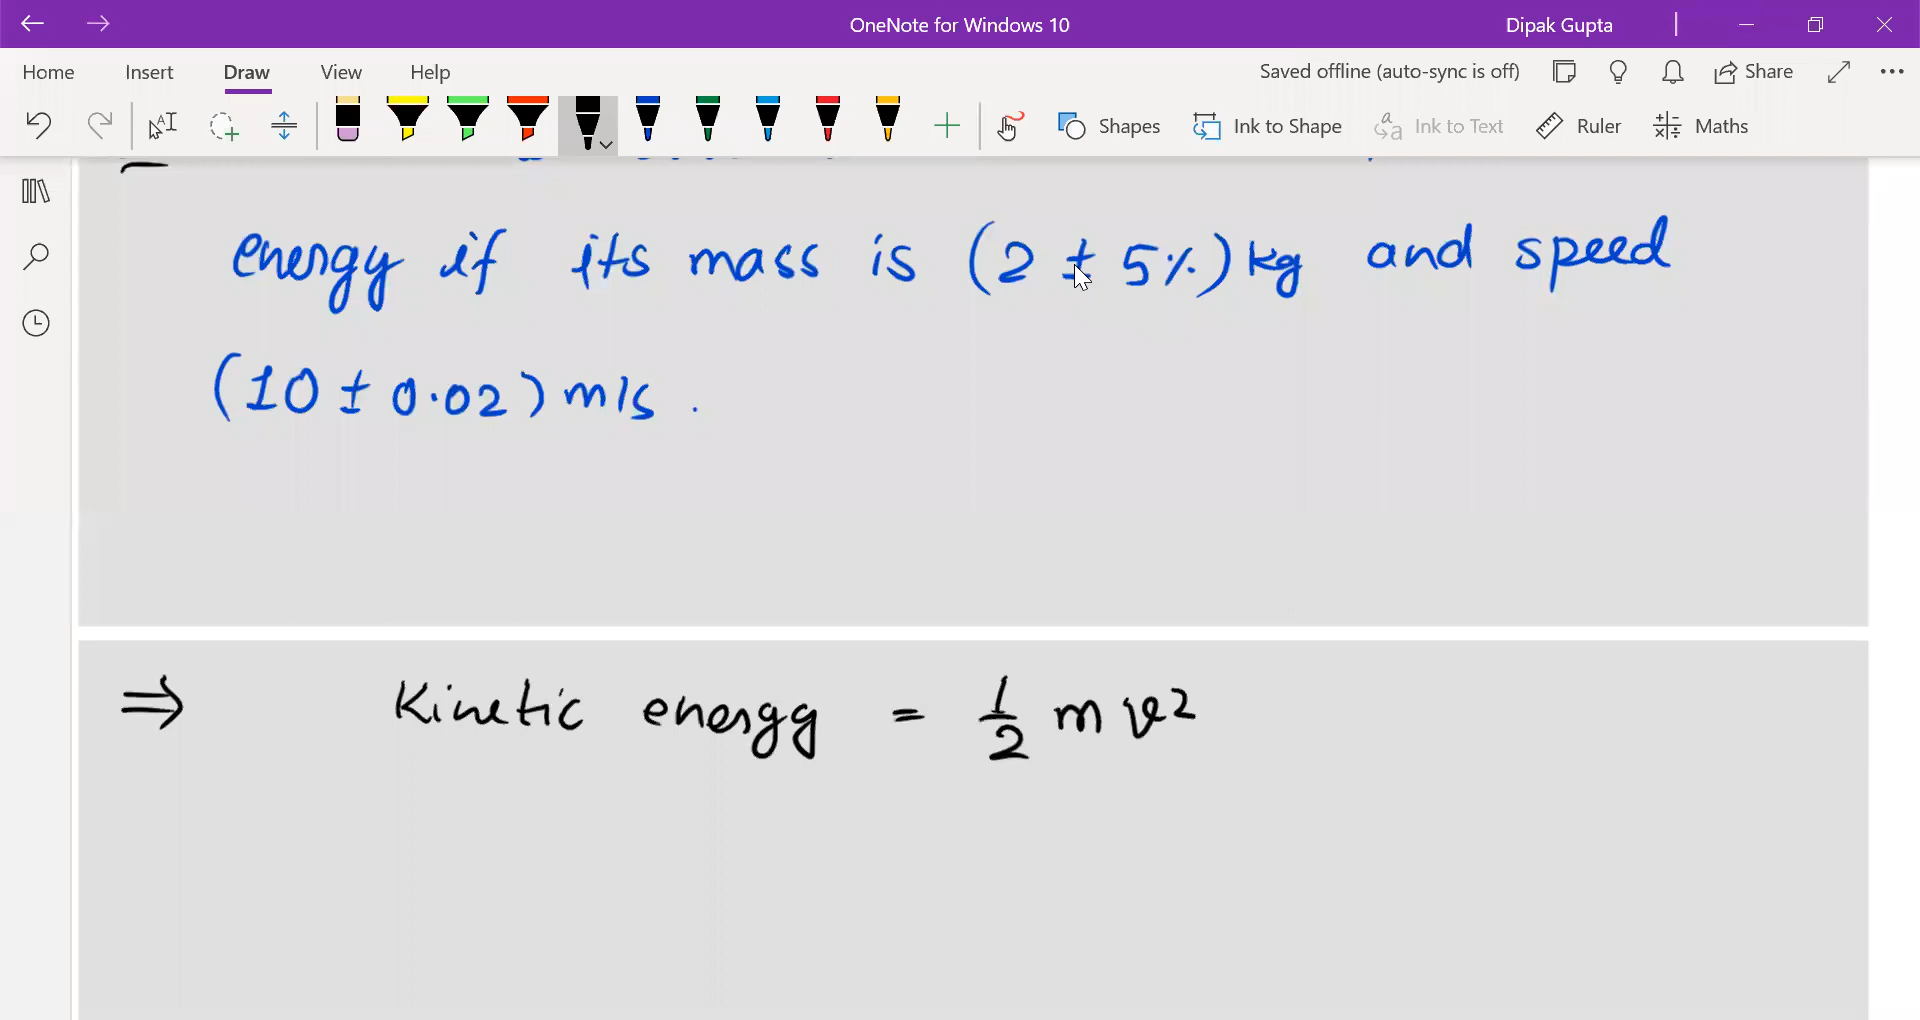 OneNote for Windows 10 Dipak Gupta
Home Insert Draw View Help Saved offline (auto-sync is off) Share
Shapes Ink to Shape Ink to Text Ruler Maths
energy if its mass is (2 ± 5%) kg and speed
(10 ± 0.02) m/s .
⇒ Kinetic energy = 1/2 m v²